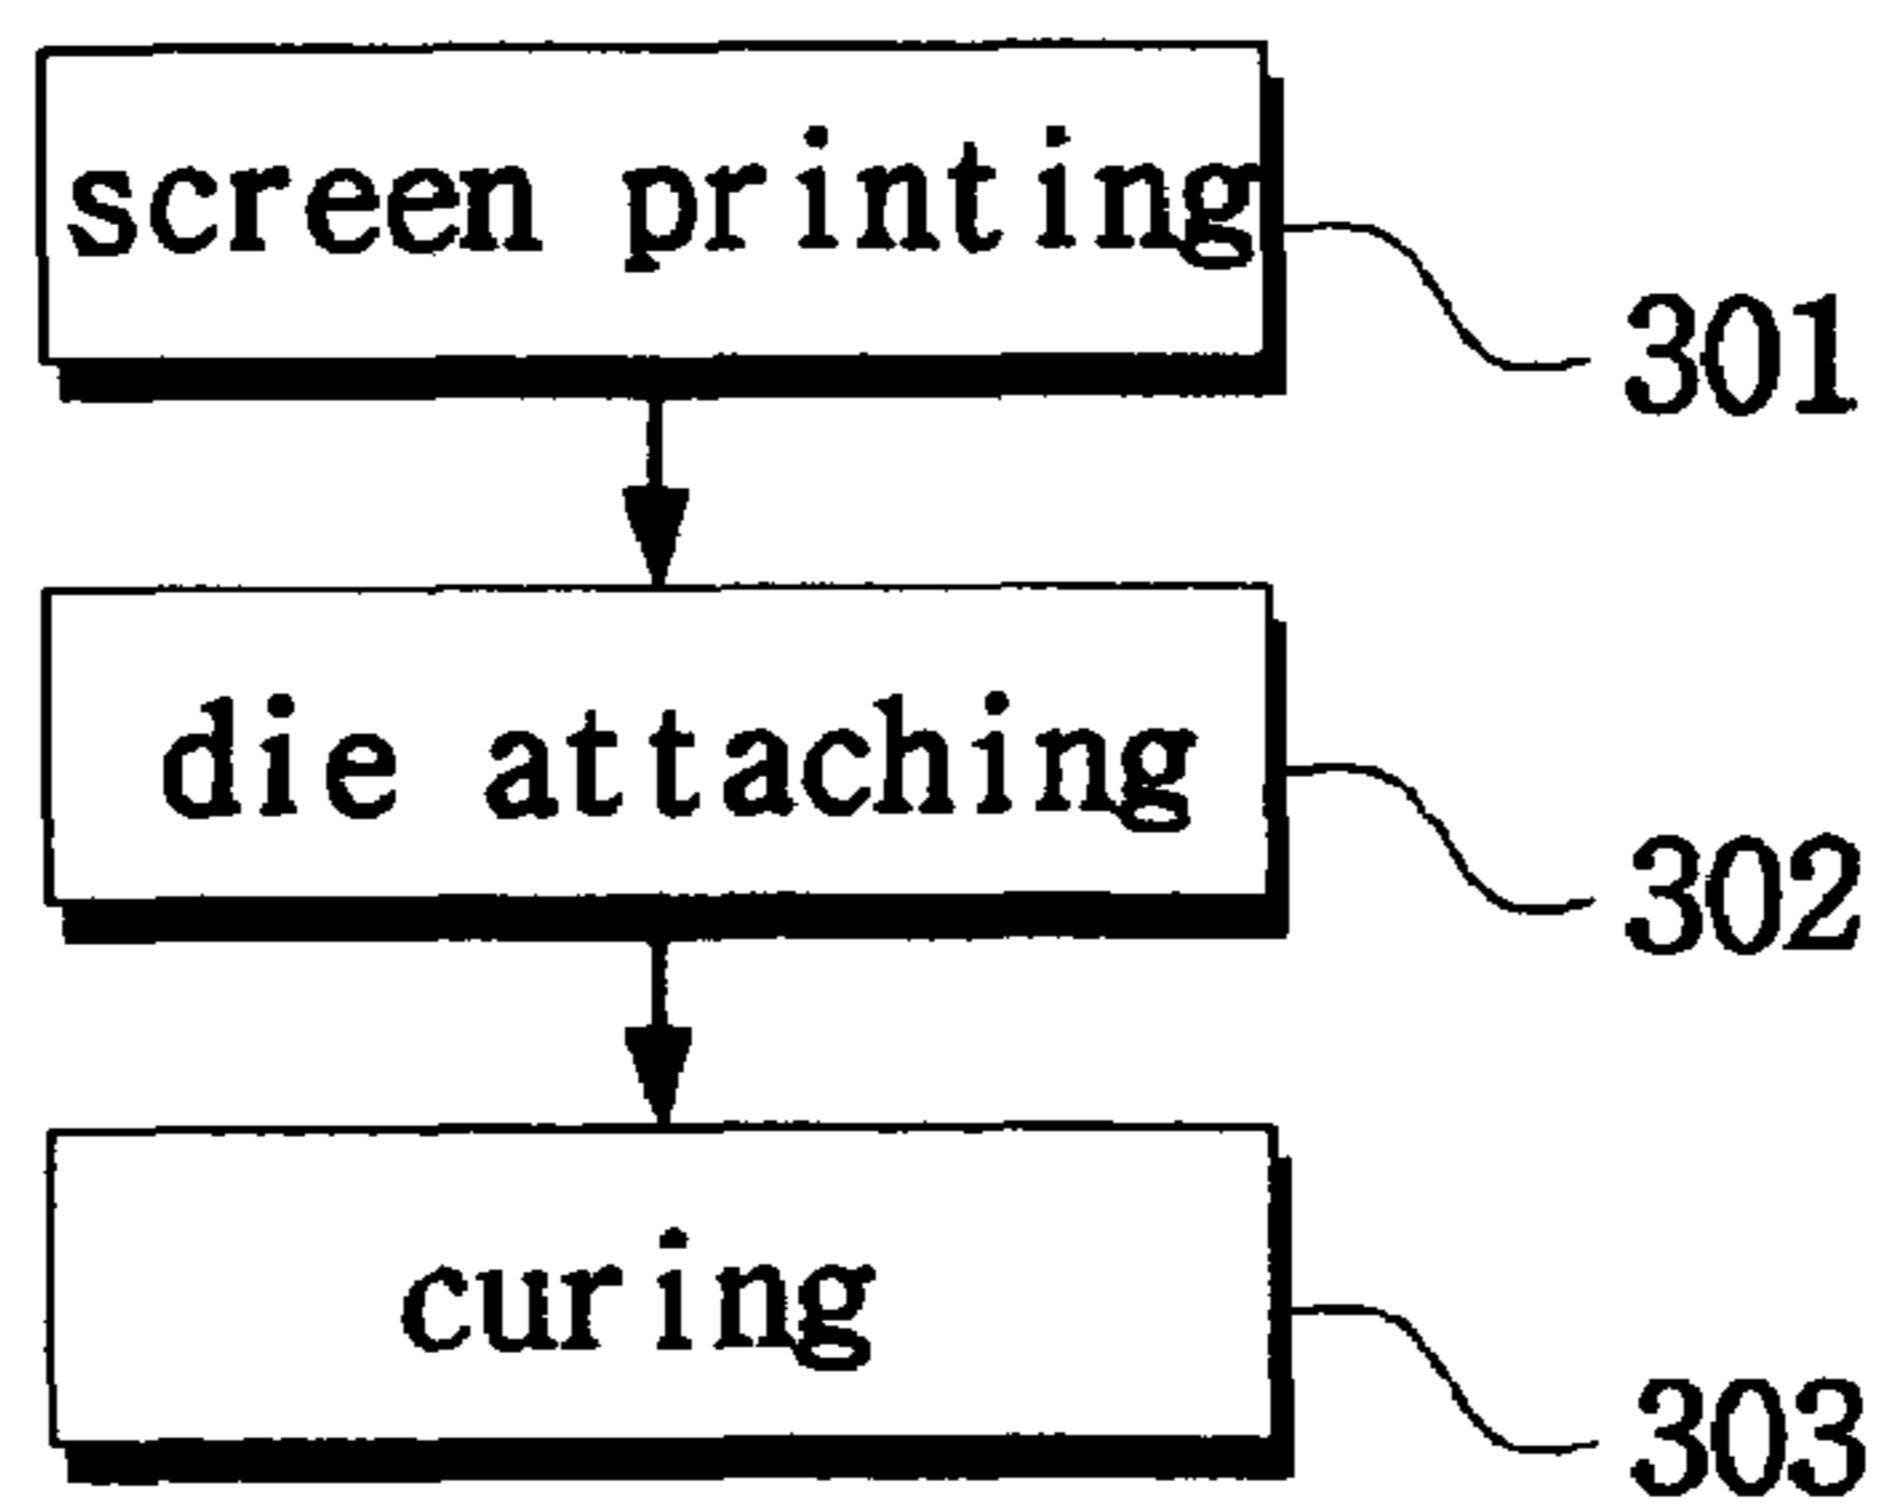 screen printing
301
die attaching
302
curing
303